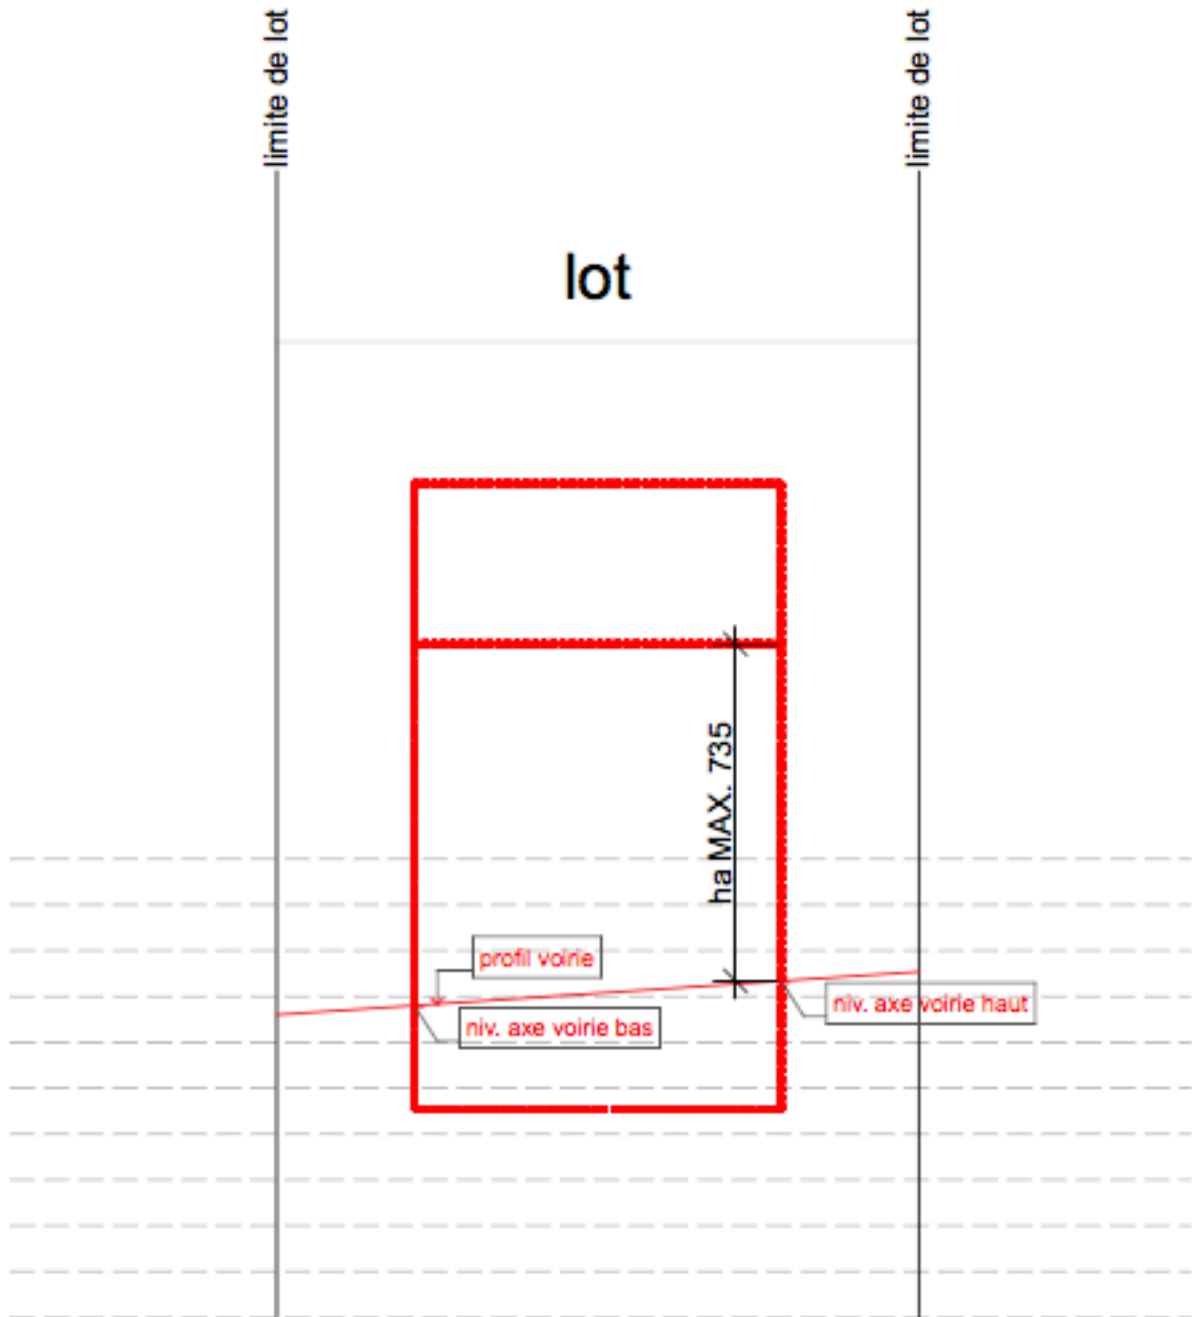 limite de lot
limite de lot
lot
ha MAX. 735
profil voirie
niv. axe voirie haut
niv. axe voirie bas